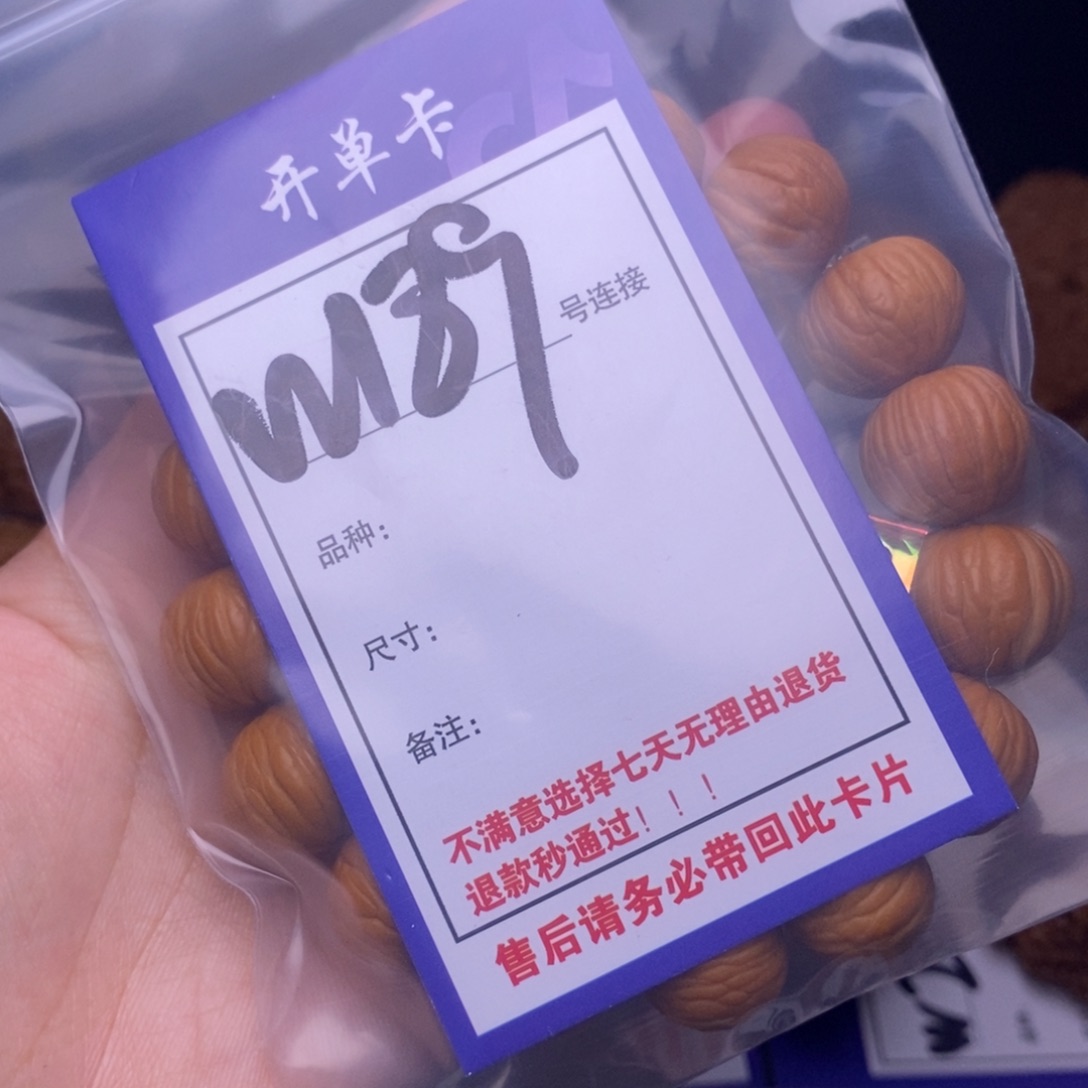 开单卡
W189
号连接
品种：
尺寸：
备注：
不满意选择七天无理由退货
退款秒通过！！！
售后请务必带回此卡片